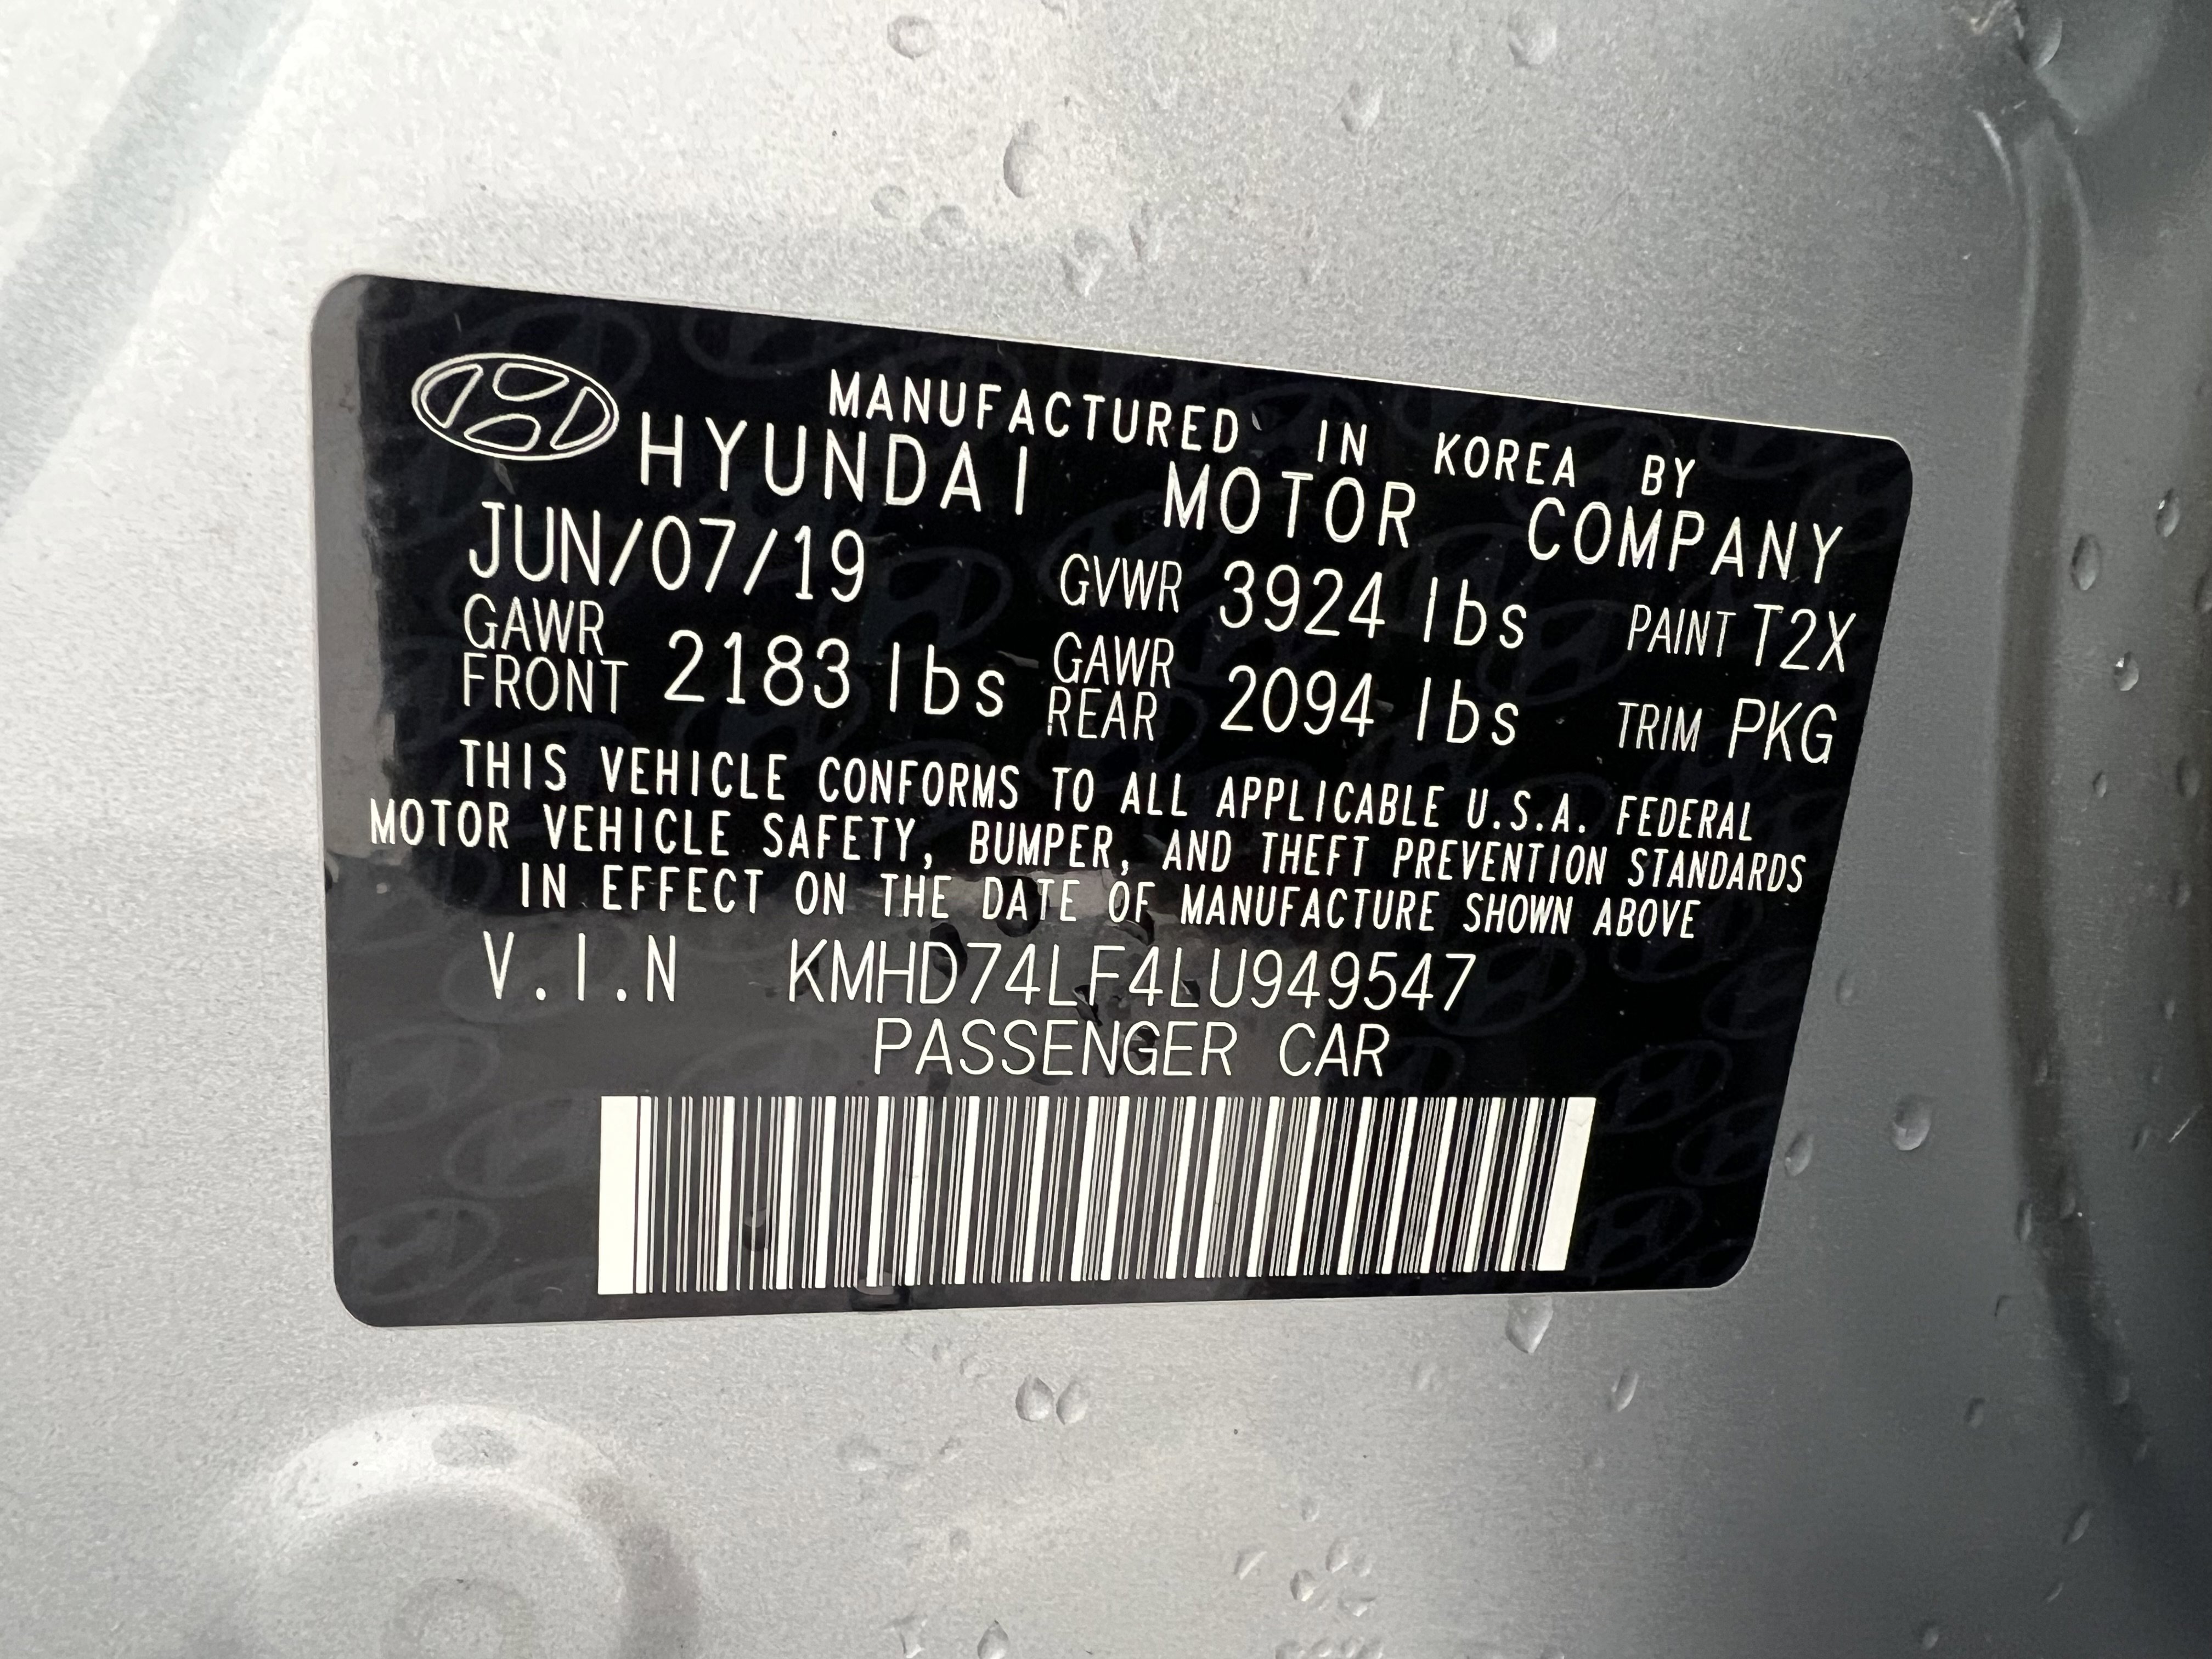 MANUFACTURED IN KOREA BY
HYUNDAI MOTOR COMPANY
JUN/07/19 GVWR 3924 lbs PAINT T2X
GAWR FRONT 2183 lbs GAWR REAR 2094 lbs TRIM PKG
THIS VEHICLE CONFORMS TO ALL APPLICABLE U.S.A. FEDERAL
MOTOR VEHICLE SAFETY, BUMPER, AND THEFT PREVENTION STANDARDS
IN EFFECT ON THE DATE OF MANUFACTURE SHOWN ABOVE
V.I.N KMHD74LF4LU949547
PASSENGER CAR